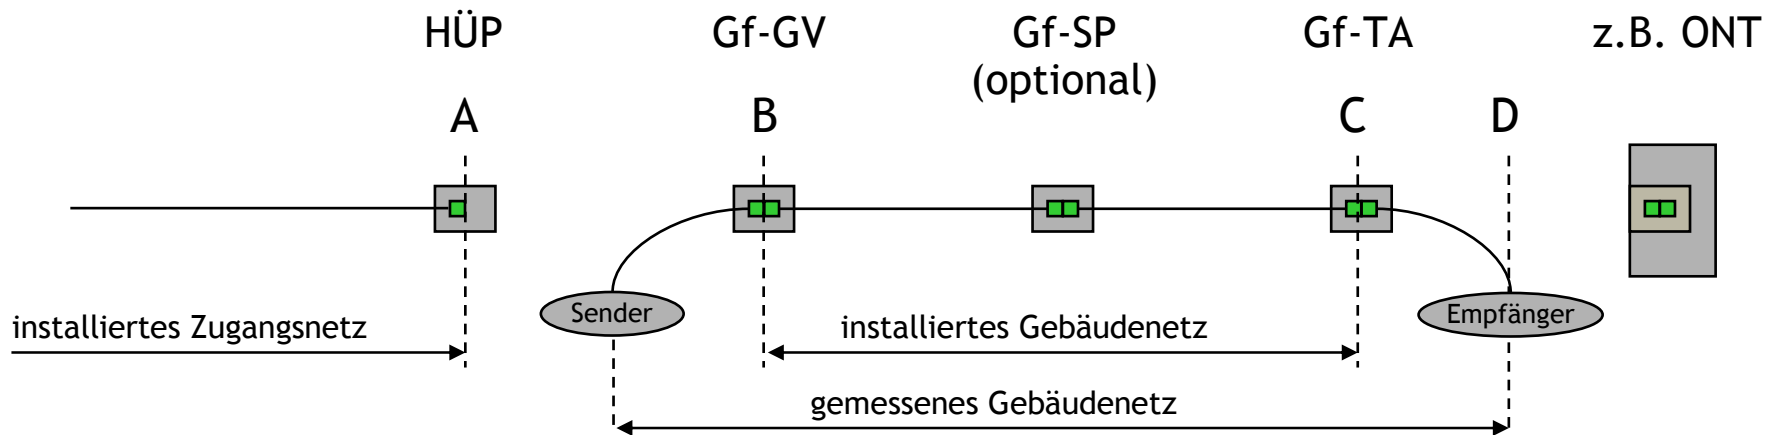 HÜP Gf-GV Gf-SP Gf-TA z.B. ONT
(optional)
A B C D
Sender Empfänger
installiertes Zugangsnetz installiertes Gebäudenetz
gemessenes Gebäudenetz